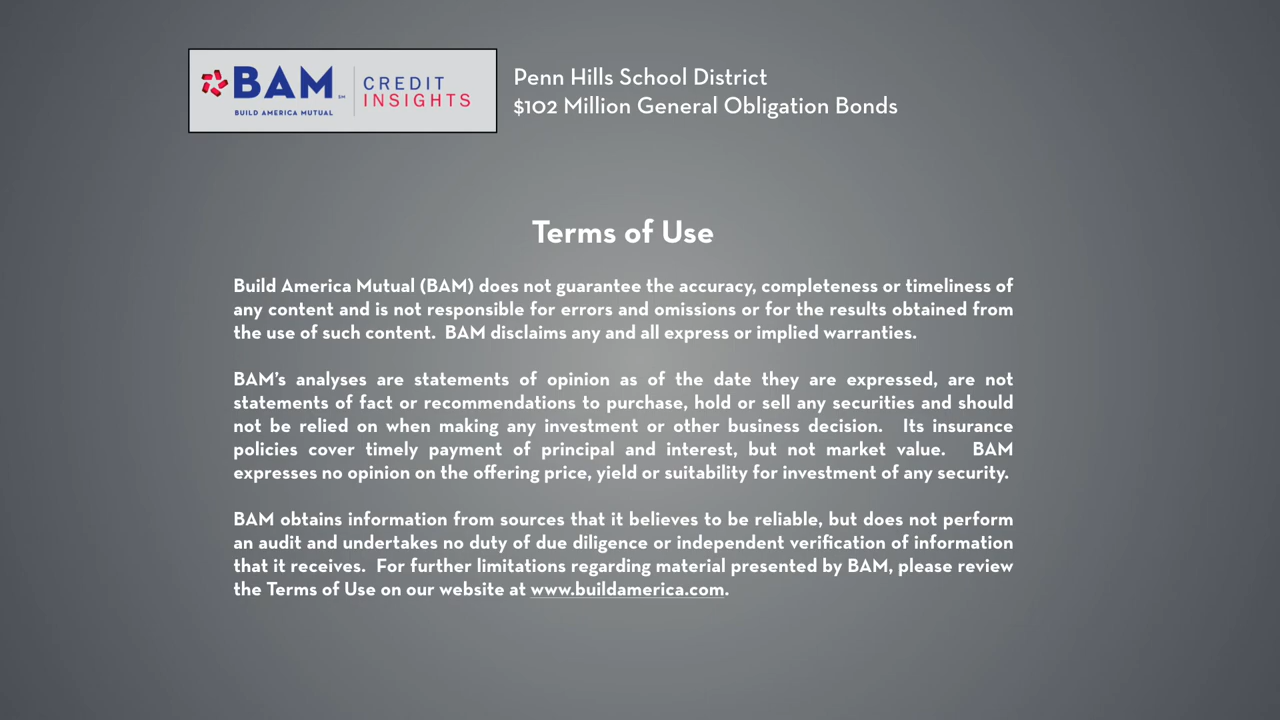 BAM SM
BUILD AMERICA MUTUAL
CREDIT
INSIGHTS
Penn Hills School District
$102 Million General Obligation Bonds
Terms of Use
Build America Mutual (BAM) does not guarantee the accuracy, completeness or timeliness of
any content and is not responsible for errors and omissions or for the results obtained from
the use of such content. BAM disclaims any and all express or implied warranties.
BAM's analyses are statements of opinion as of the date they are expressed, are not
statements of fact or recommendations to purchase, hold or sell any securities and should
not be relied on when making any investment or other business decision. Its insurance
policies cover timely payment of principal and interest, but not market value. BAM
expresses no opinion on the offering price, yield or suitability for investment of any security.
BAM obtains information from sources that it believes to be reliable, but does not perform
an audit and undertakes no duty of due diligence or independent verification of information
that it receives. For further limitations regarding material presented by BAM, please review
the Terms of Use on our website at www.buildamerica.com.